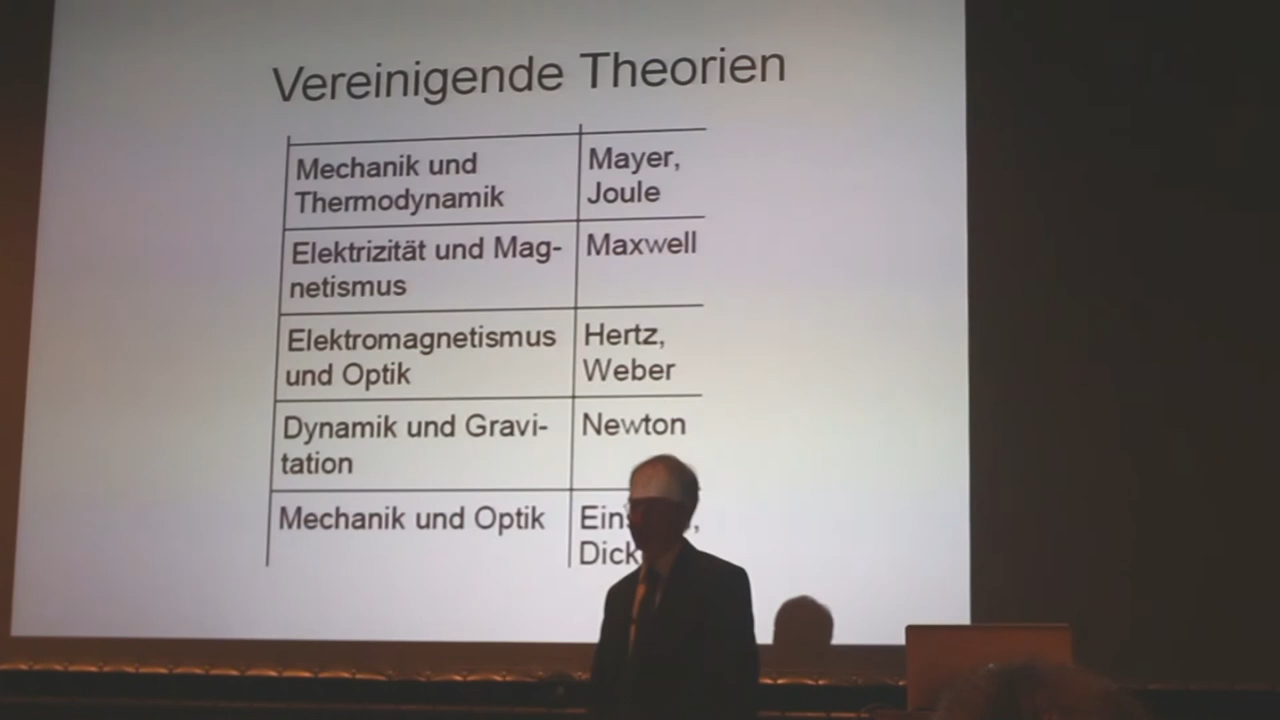 Vereinigende Theorien
Mechanik und
Thermodynamik
Mayer,
Joule
Elektrizität und Mag-
netismus
Maxwell
Elektromagnetismus
und Optik
Hertz,
Weber
Dynamik und Gravi-
tation
Newton
Mechanik und Optik